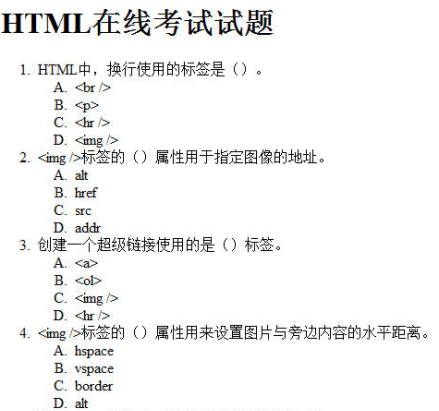 HTML在线考试试题
1. HTML中，换行使用的标签是（）。
A. <br />
B. <p>
C. <hr />
D. <img />
2. <img />标签的（）属性用于指定图像的地址。
A. alt
B. href
C. src
D. addr
3. 创建一个超级链接使用的是（）标签。
A. <a>
B. <ol>
C. <img />
D. <hr />
4. <img />标签的（）属性用来设置图片与旁边内容的水平距离。
A. hspace
B. vspace
C. border
D. alt